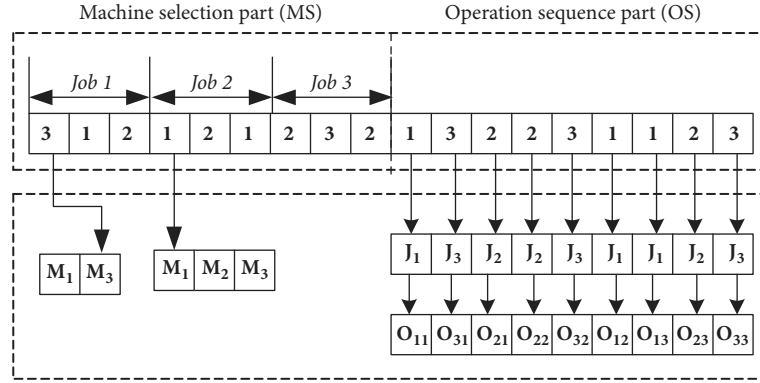 Machine selection part (MS) Operation sequence part (OS)
Job 1 Job 2 Job 3
3 1 2 1 2 1 2 3 2 1 3 2 2 3 1 1 2 3
J1 J3 J2 J2 J3 J1 J1 J2 J3
M1 M3 M1 M2 M3
O11 O31 O21 O22 O32 O12 O13 O23 O33